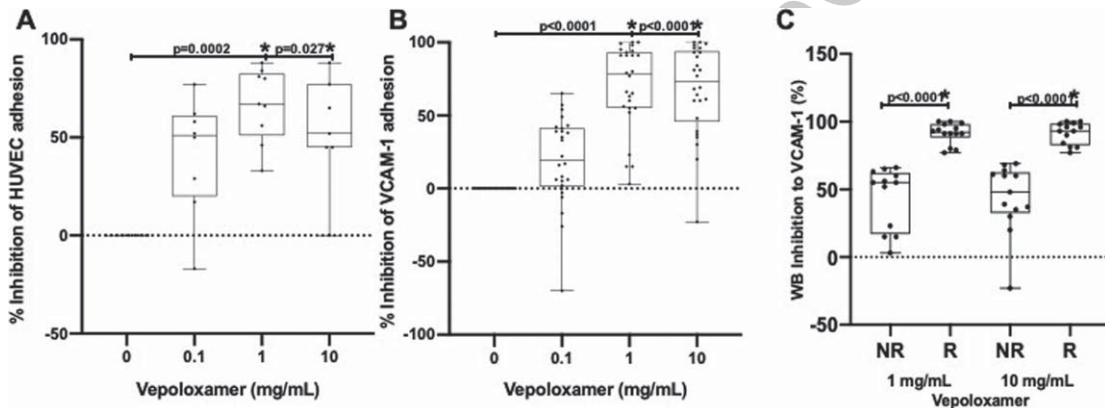 A
% Inhibition of HUVEC adhesion
100
50
0
-50
p=0.0002
*
p=0.027
*
0
0.1
1
10
Vepoloxamer (mg/mL)
B
% Inhibition of VCAM-1 adhesion
100
50
0
-50
-100
p<0.0001
*
p<0.0001
*
0
0.1
1
10
Vepoloxamer (mg/mL)
C
WB Inhibition to VCAM-1 (%)
150
100
50
0
-50
p<0.0001
*
p<0.0001
*
NR
R
NR
R
1 mg/mL
10 mg/mL
Vepoloxamer